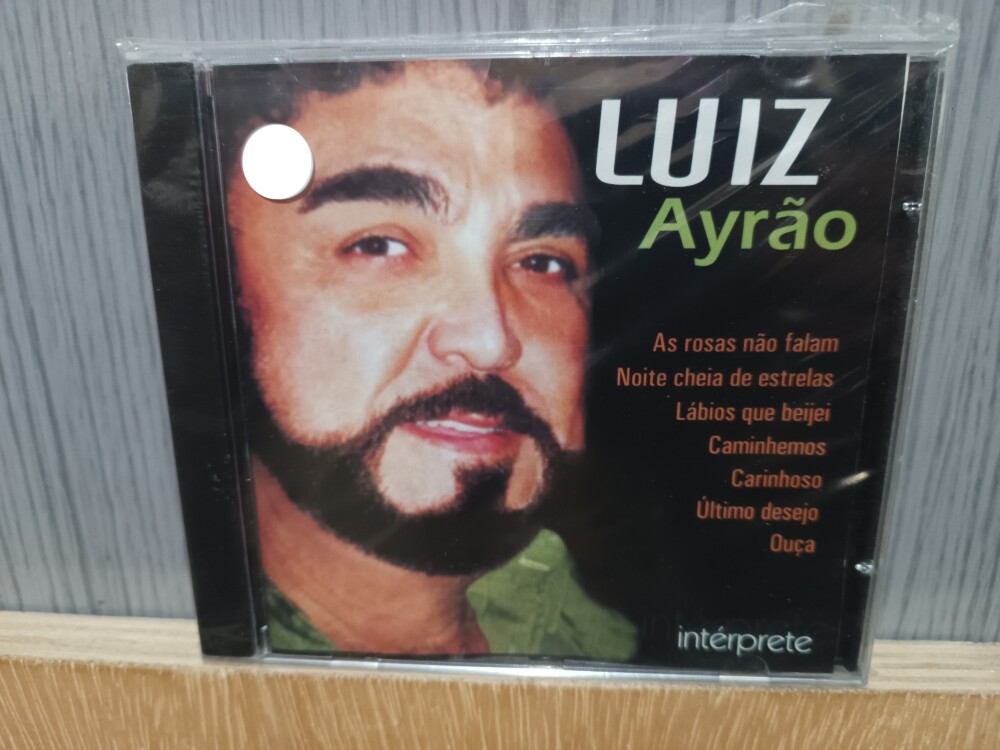 LUIZ
Ayrão
As rosas não falam
Noite cheia de estrelas
Lábios que beijei
Caminhemos
Carinhoso
Último desejo
Ouça
intérprete